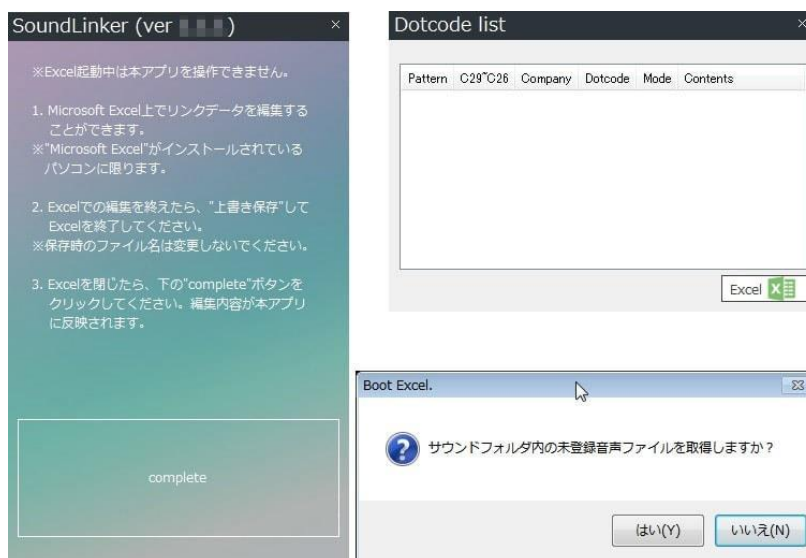 SoundLinker (ver )
※Excel起動中は本アプリを操作できません。
1. Microsoft Excel上でリンクデータを編集する
ことができます。
※"Microsoft Excel"がインストールされている
パソコンに限ります。
2. Excelでの編集を終えたら、"上書き保存"して
Excelを終了してください。
※保存時のファイル名は変更しないでください。
3. Excelを閉じたら、下の"complete"ボタンを
クリックしてください。編集内容が本アプリ
に反映されます。
complete
Dotcode list
Pattern C29~C26 Company Dotcode Mode Contents
Excel
Boot Excel.
サウンドフォルダ内の未登録音声ファイルを取得しますか？
はい(Y) いいえ(N)